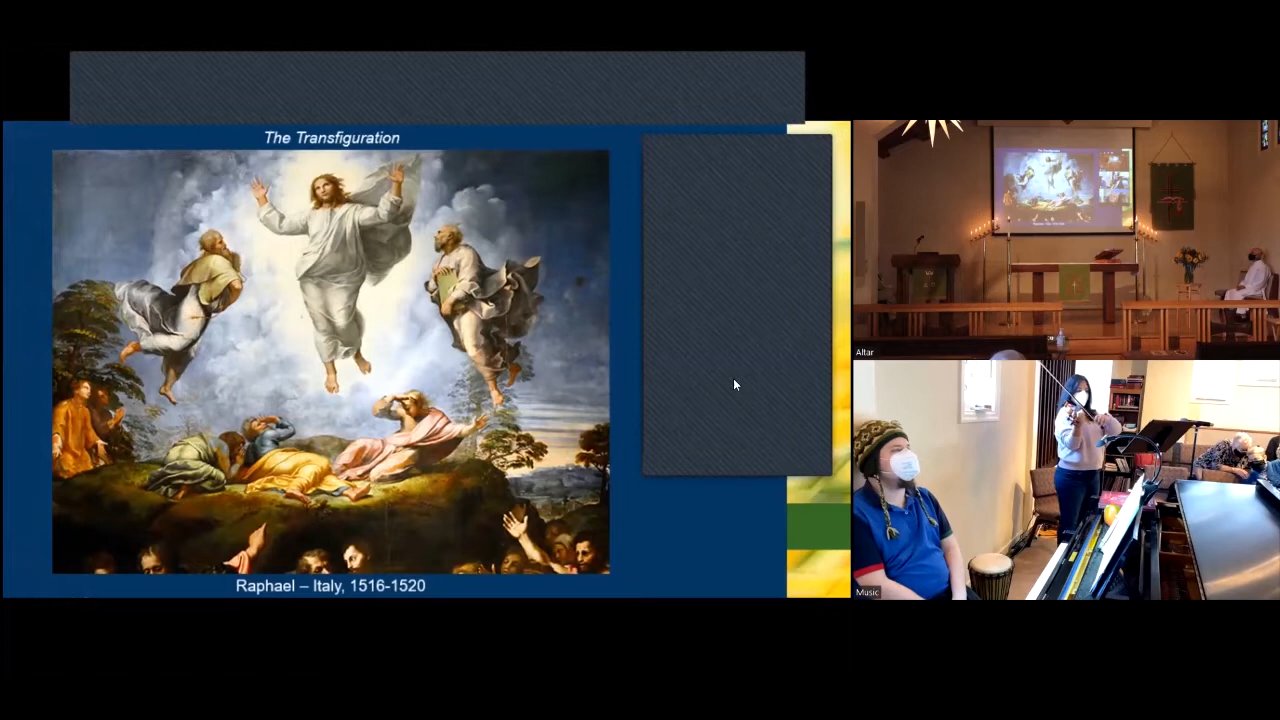 The Transfiguration
Raphael – Italy, 1516-1520
Altar
Music